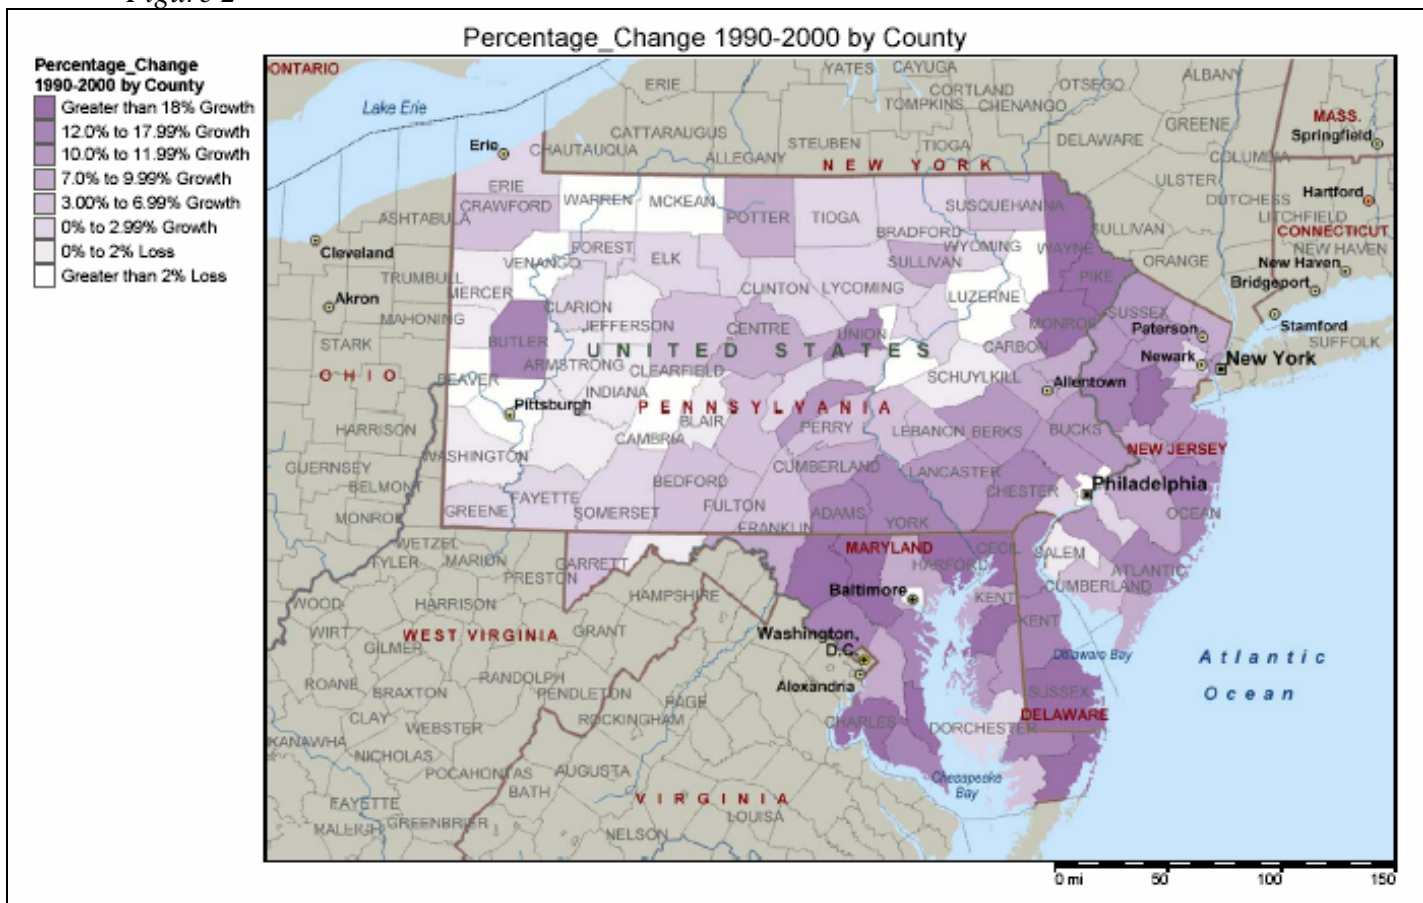 Figure 2
Percentage_Change 1990-2000 by County
Percentage_Change
1990-2000 by County
Greater than 18% Growth
12.0% to 17.99% Growth
10.0% to 11.99% Growth
7.0% to 9.99% Growth
3.00% to 6.99% Growth
0% to 2.99% Growth
0% to 2% Loss
Greater than 2% Loss
ONTARIO
Lake Erie
ERIE
YATES
CAYUGA
CORTLAND
TOMPKINS
CHENANGO
OTSEGO
ALBANY
MASS.
Springfield
Erie
CHAUTAUQUA
CATTARAUGUS
ALLEGANY
STEUBEN
TIOGA
DELAWARE
GREENE
COLUMBIA
NEW YORK
ULSTER
DUTCHESS
Hartford
LITCHFIELD
CONNECTICUT
NEW HAVEN
New Haven
Bridgeport
Stamford
SUFFOLK
ERIE
CRAWFORD
WARREN
MCKEAN
POTTER
TIOGA
BRADFORD
SUSQUEHANNA
WAYNE
SULLIVAN
ORANGE
ASHTABULA
Cleveland
TRUMBULL
Akron
MAHONING
STARK
OHIO
VENANGO
FOREST
ELK
MERCER
CLARION
JEFFERSON
CLINTON
LYCOMING
SULLIVAN
WYOMING
LUZERNE
PIKE
MONROE
SUSSEX
Paterson
Newark
New York
BUTLER
ARMSTRONG
UNITED STATES
CENTRE
UNION
CARBON
CLEARFIELD
SCHUYLKILL
Allentown
BEAVER
Pittsburgh
INDIANA
PENNSYLVANIA
CAMBRIA
BLAIR
PERRY
LEBANON
BERKS
BUCKS
NEW JERSEY
HARRISON
GUERNSEY
BELMONT
MONROE
WASHINGTON
GREENE
FAYETTE
SOMERSET
BEDFORD
FULTON
FRANKLIN
CUMBERLAND
ADAMS
YORK
LANCASTER
CHESTER
Philadelphia
OCEAN
WETZEL
TYLER
MARION
PRESTON
GARRETT
MARYLAND
HARFORD
CECIL
SALEM
ATLANTIC
CUMBERLAND
WOOD
HARRISON
HAMPSHIRE
Baltimore
KENT
KENT
WIRT
GILMER
WEST VIRGINIA
GRANT
Washington,
D.C.
Delaware Bay
Atlantic
Ocean
ROANE
BRAXTON
RANDOLPH
PENDLETON
PAGE
Alexandria
SUSSEX
DELAWARE
CLAY
WEBSTER
ROCKINGHAM
CHARLES
DORCHESTER
KANAWHA
NICHOLAS
POCAHONTAS
BATH
AUGUSTA
Chesapeake
Bay
FAYETTE
RALEIGH
GREENBRIER
VIRGINIA
LOUISA
NELSON
0 mi
50
100
150